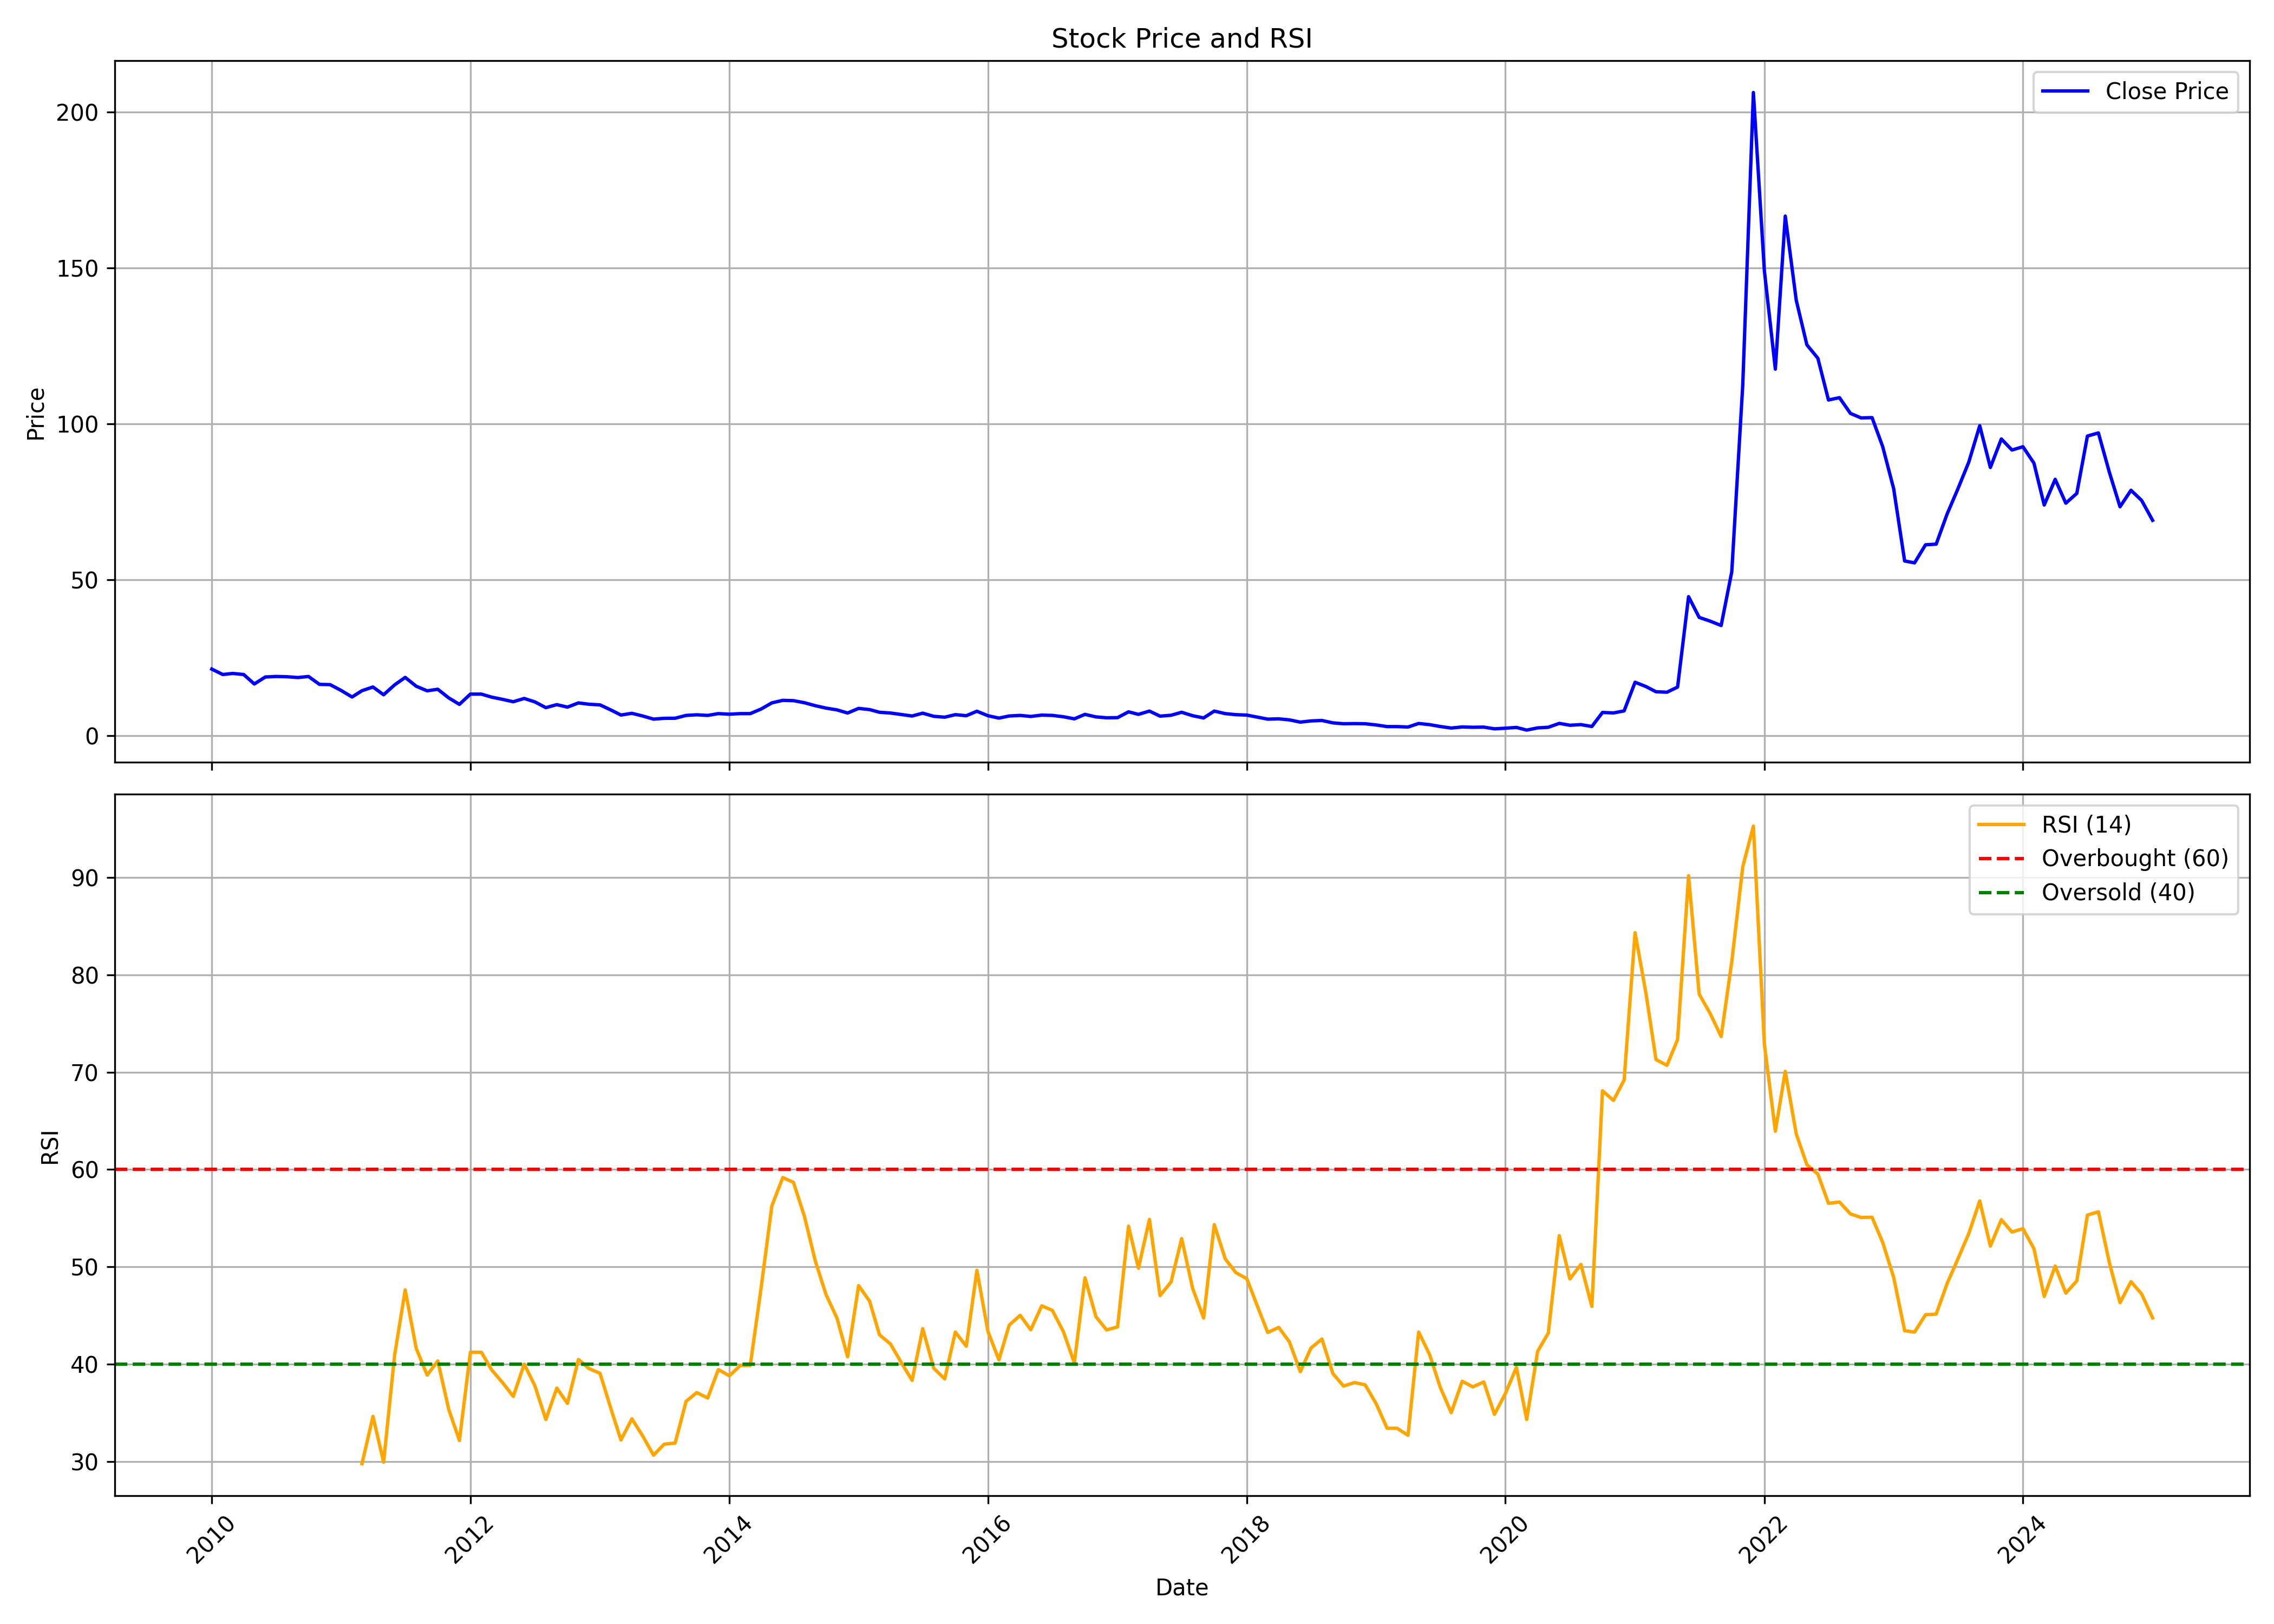 Stock Price and RSI
Close Price
200
150
100
50
0
Price
RSI (14)
Overbought (60)
Oversold (40)
90
80
70
60
50
40
30
RSI
2010
2012
2014
2016
2018
2020
2022
2024
Date